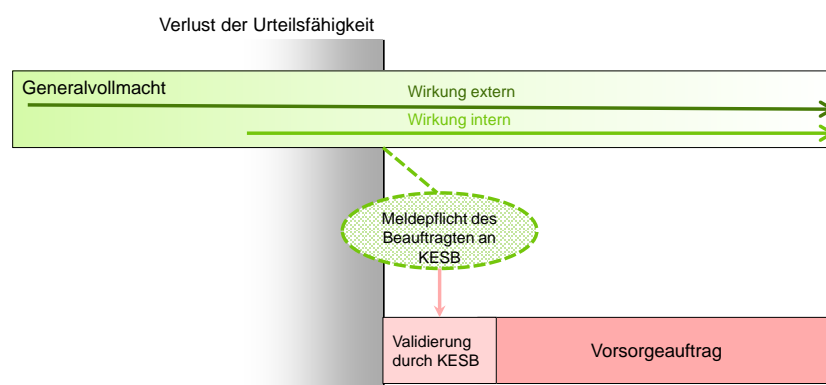 Verlust der Urteilsfähigkeit
Generalvollmacht
Wirkung extern
Wirkung intern
Meldepflicht des
Beauftragten an
KESB
Validierung
durch KESB
Vorsorgeauftrag